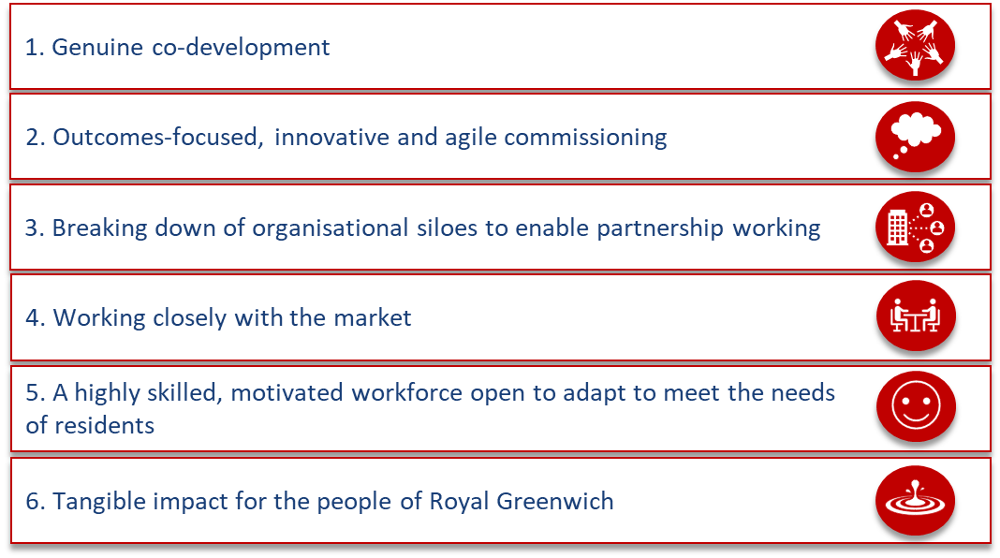 1. Genuine co-development
2. Outcomes-focused, innovative and agile commissioning
3. Breaking down of organisational siloes to enable partnership working
4. Working closely with the market
5. A highly skilled, motivated workforce open to adapt to meet the needs
of residents
6. Tangible impact for the people of Royal Greenwich